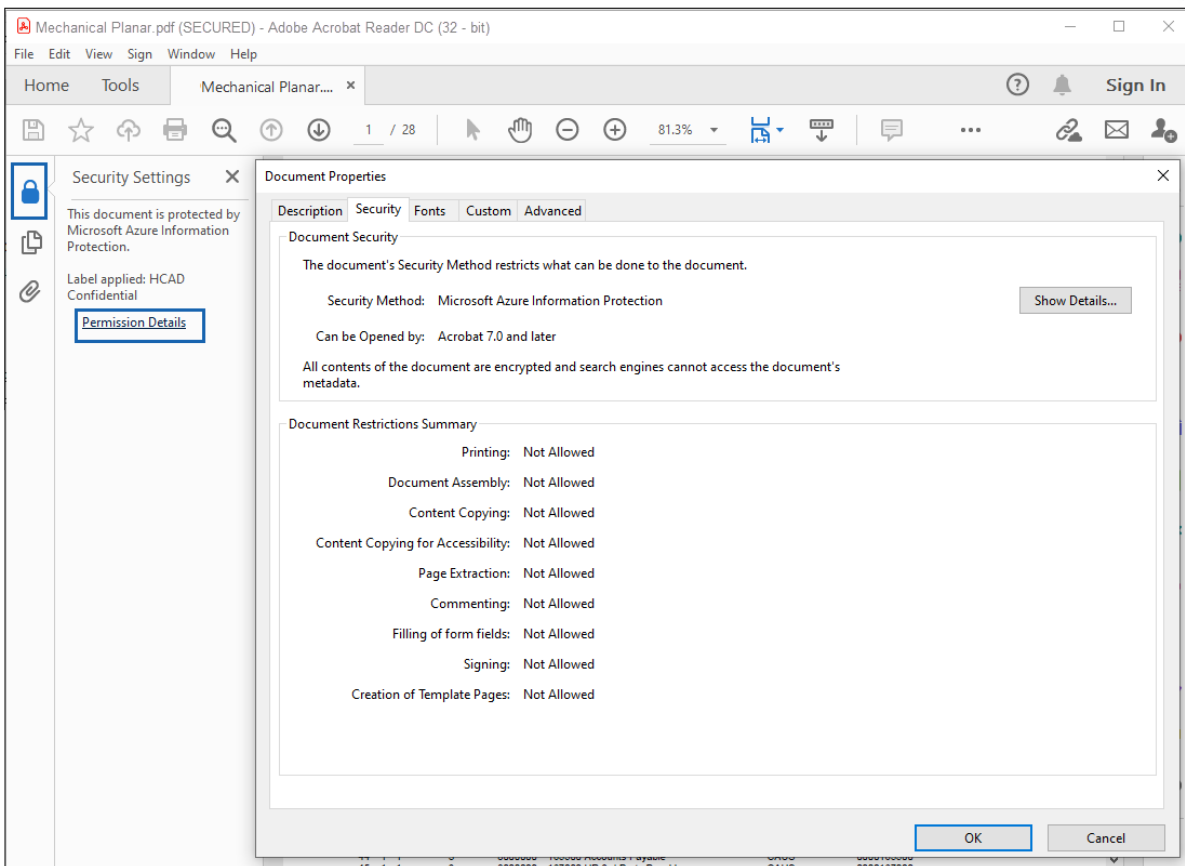 Mechanical Planar.pdf (SECURED) - Adobe Acrobat Reader DC (32 - bit)
File Edit View Sign Window Help
Home Tools Mechanical Planar.... × Sign In
1 / 28 81.3%
Security Settings
This document is protected by
Microsoft Azure Information
Protection.
Label applied: HCAD
Confidential
Permission Details
Document Properties
Description Security Fonts Custom Advanced
Document Security
The document's Security Method restricts what can be done to the document.
Security Method: Microsoft Azure Information Protection
Show Details...
Can be Opened by: Acrobat 7.0 and later
All contents of the document are encrypted and search engines cannot access the document's
metadata.
Document Restrictions Summary
Printing: Not Allowed
Document Assembly: Not Allowed
Content Copying: Not Allowed
Content Copying for Accessibility: Not Allowed
Page Extraction: Not Allowed
Commenting: Not Allowed
Filling of form fields: Not Allowed
Signing: Not Allowed
Creation of Template Pages: Not Allowed
OK Cancel